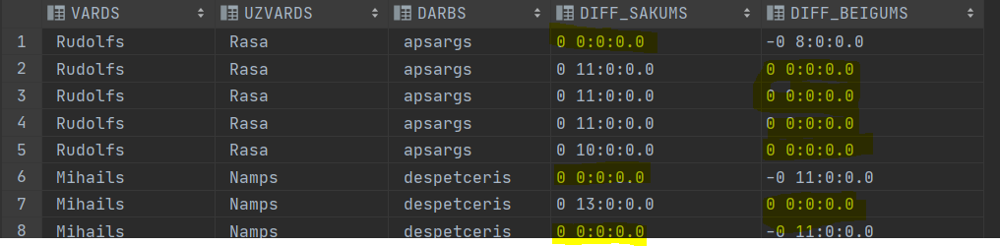 VARDS UZVARDS DARBS DIFF_SAKUMS DIFF_BEIGUMS
1 Rudolfs Rasa apsargs 0 0:0:0.0 -0 8:0:0.0
2 Rudolfs Rasa apsargs 0 11:0:0.0 0 0:0:0.0
3 Rudolfs Rasa apsargs 0 11:0:0.0 0 0:0:0.0
4 Rudolfs Rasa apsargs 0 11:0:0.0 0 0:0:0.0
5 Rudolfs Rasa apsargs 0 10:0:0.0 0 0:0:0.0
6 Mihails Namps despetceris 0 0:0:0.0 -0 11:0:0.0
7 Mihails Namps despetceris 0 13:0:0.0 0 0:0:0.0
8 Mihails Namps despetceris 0 0:0:0.0 -0 11:0:0.0